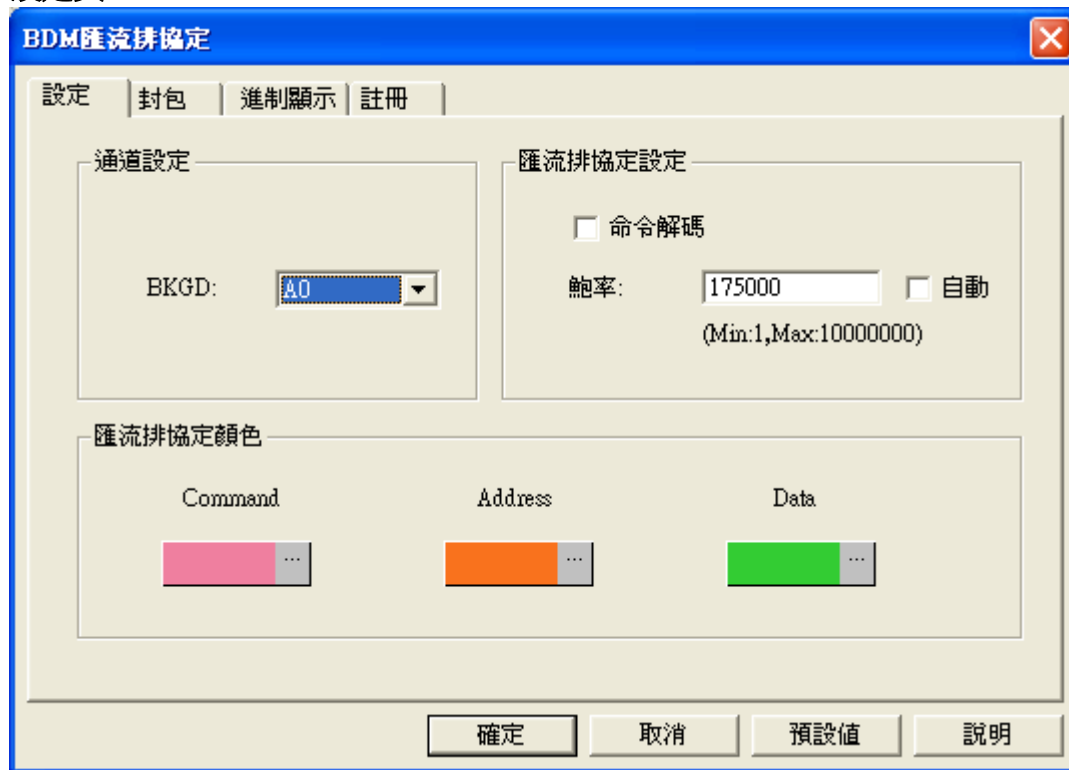 BDM匯流排協定
設定 封包 進制顯示 註冊
通道設定
BKGD: A0
匯流排協定設定
命令解碼
鮑率: 175000 自動
(Min:1,Max:10000000)
匯流排協定顏色
Command Address Data
... ... ...
確定 取消 預設值 說明